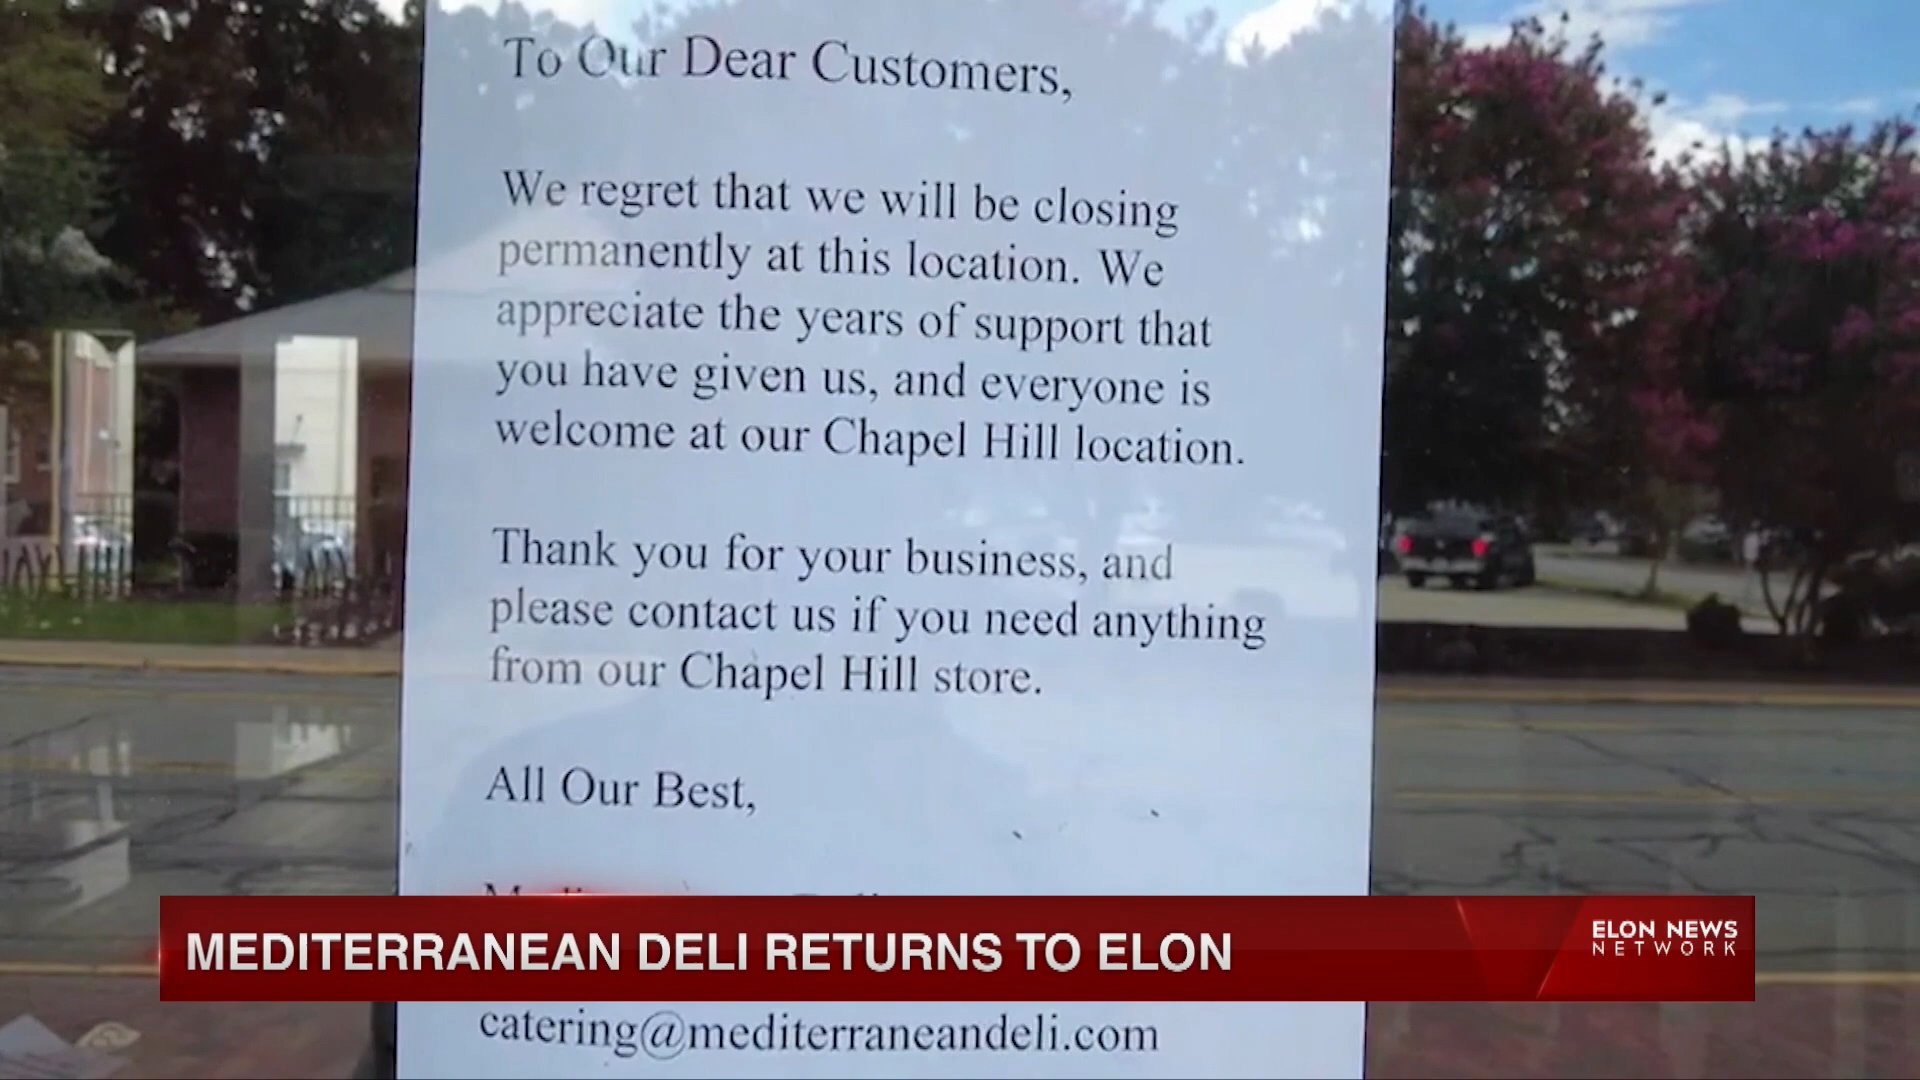 To Our Dear Customers,
We regret that we will be closing
permanently at this location. We
appreciate the years of support that
you have given us, and everyone is
welcome at our Chapel Hill location.
Thank you for your business, and
please contact us if you need anything
from our Chapel Hill store.
All Our Best,
MEDITERRANEAN DELI RETURNS TO ELON
ELON NEWS
NETWORK
catering@mediterraneandeli.com